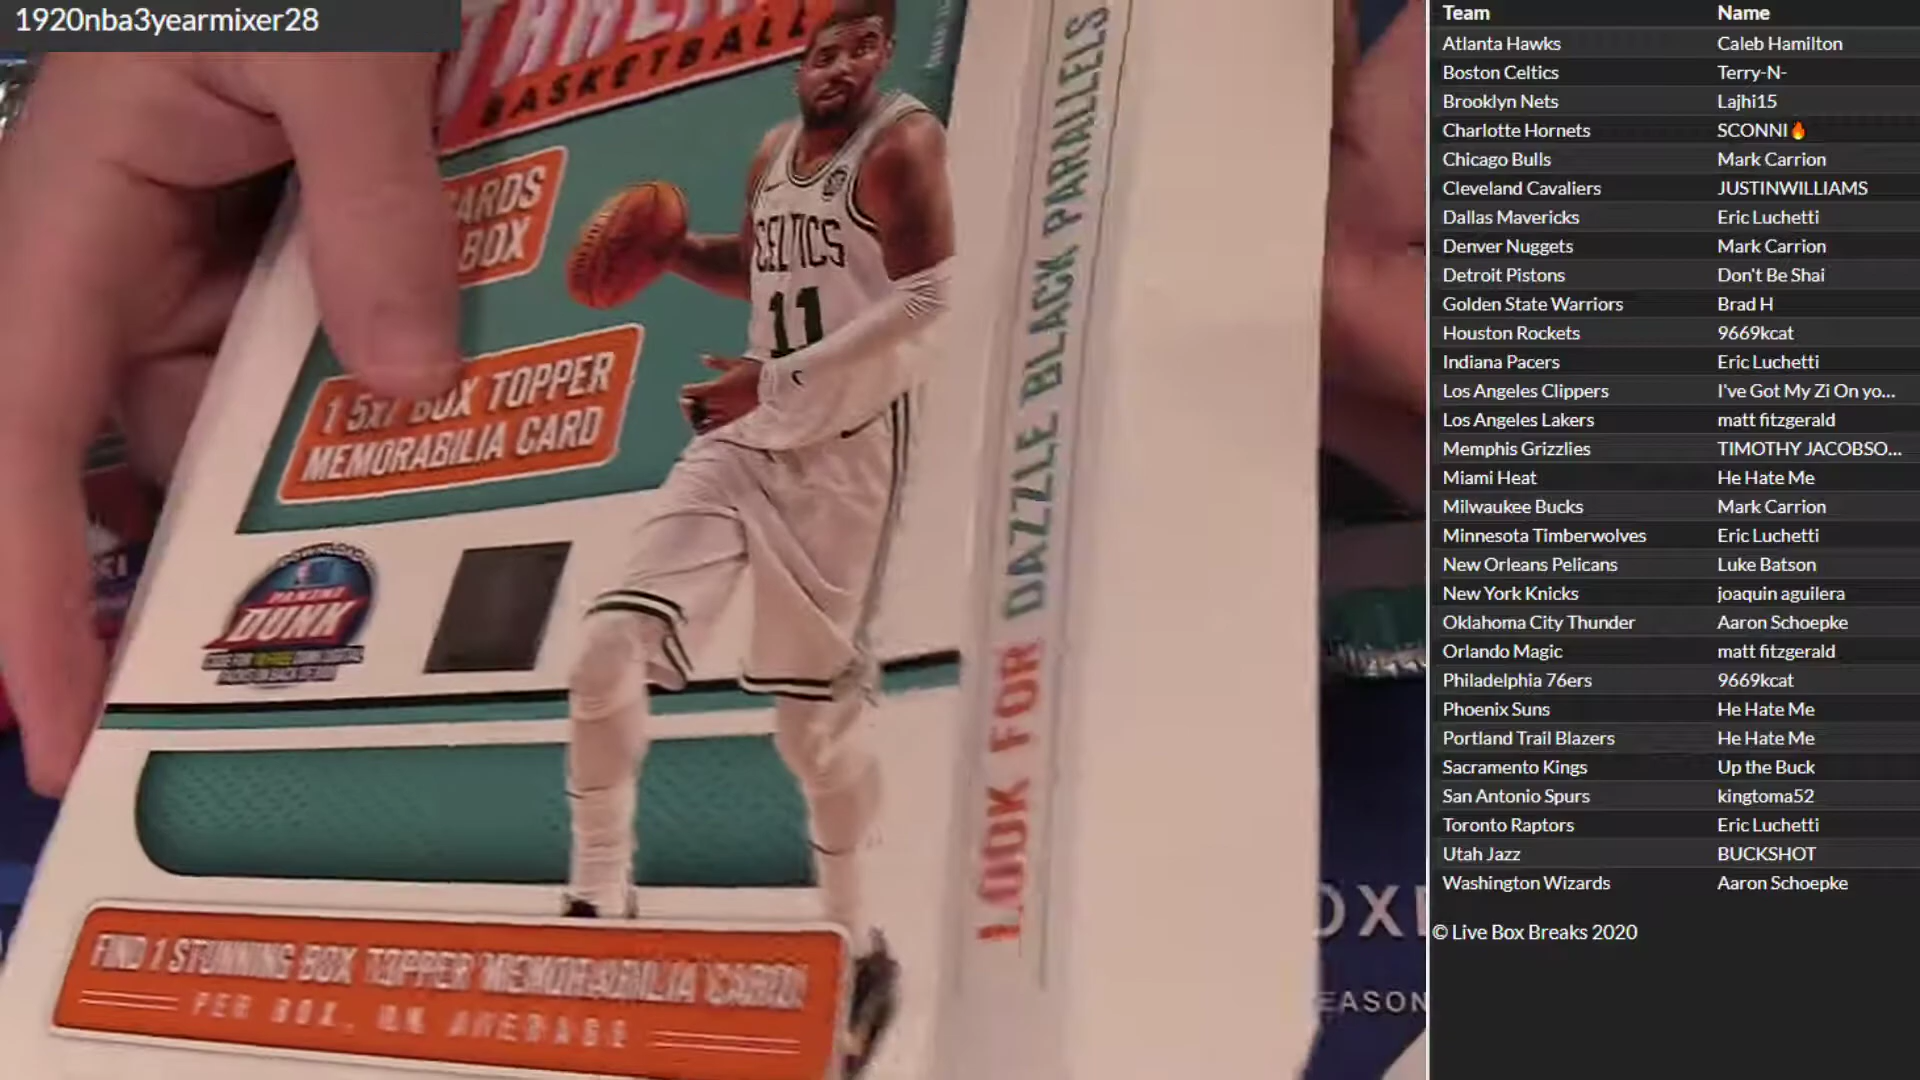 1920nba3yearmixer28
BASKETBALL
CARDS
BOX
1 5x7 BOX TOPPER
MEMORABILIA CARD
CELTICS
11
PANINI
DUNK
FIND 1 STUNNING BOX TOPPER MEMORABILIA CARD!
PER BOX, ON AVERAGE
LOOK FOR DAZZLE BLACK PARALLELS
EASON
Team Name
Atlanta Hawks Caleb Hamilton
Boston Celtics Terry-N-
Brooklyn Nets Lajhi15
Charlotte Hornets SCONNI🔥
Chicago Bulls Mark Carrion
Cleveland Cavaliers JUSTINWILLIAMS
Dallas Mavericks Eric Luchetti
Denver Nuggets Mark Carrion
Detroit Pistons Don't Be Shai
Golden State Warriors Brad H
Houston Rockets 9669kcat
Indiana Pacers Eric Luchetti
Los Angeles Clippers I've Got My Zi On yo...
Los Angeles Lakers matt fitzgerald
Memphis Grizzlies TIMOTHY JACOBSO...
Miami Heat He Hate Me
Milwaukee Bucks Mark Carrion
Minnesota Timberwolves Eric Luchetti
New Orleans Pelicans Luke Batson
New York Knicks joaquin aguilera
Oklahoma City Thunder Aaron Schoepke
Orlando Magic matt fitzgerald
Philadelphia 76ers 9669kcat
Phoenix Suns He Hate Me
Portland Trail Blazers He Hate Me
Sacramento Kings Up the Buck
San Antonio Spurs kingtoma52
Toronto Raptors Eric Luchetti
Utah Jazz BUCKSHOT
Washington Wizards Aaron Schoepke
© Live Box Breaks 2020